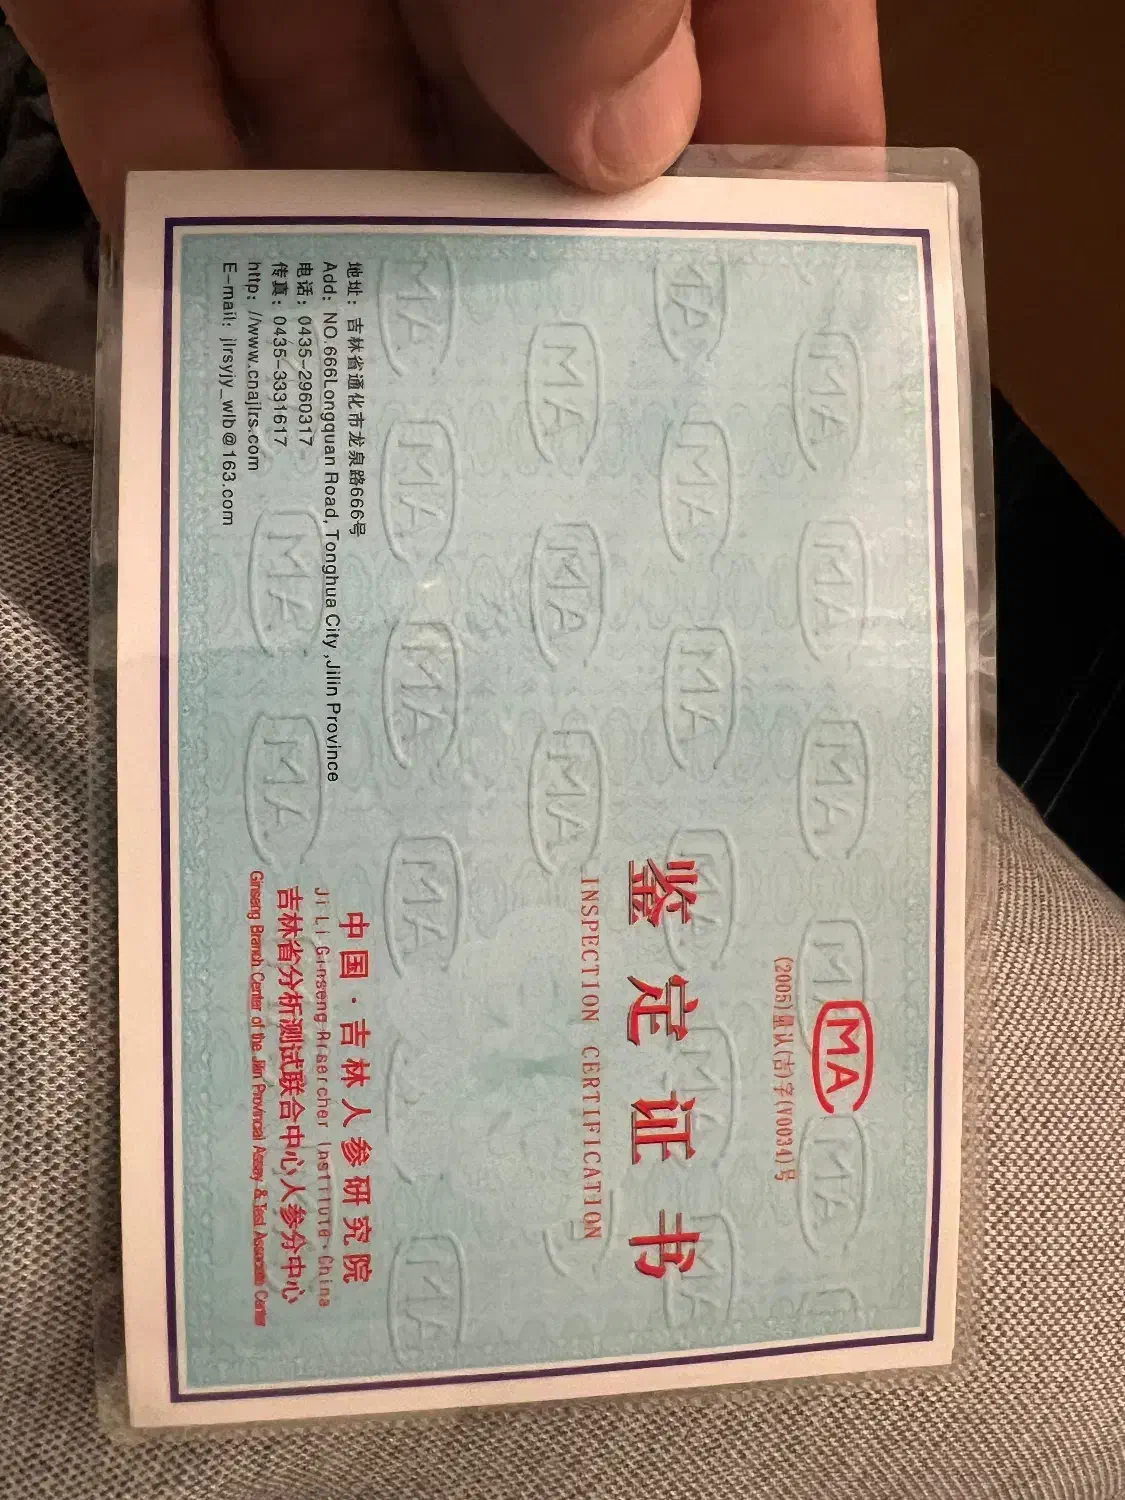 MA
(2005)量认(吉)字(Y0034)号
鉴定证书
INSPECTION CERTIFICATION
中国·吉林人参研究院
Ji Li Ginseng Rrsercher Institute·China
吉林省分析测试联合中心人参分中心
Ginseng Branch Center of the Jilin Provincial Assay & Test Associate Center
地址：吉林省通化市龙泉路666号
Add: NO.666Longquan Road, Tonghua City ,Jilin Province
电话：0435-2960317
传真：0435-3331617
http: //www.cnajlrs.com
E-mail: jlrsyjy_wlb@163.com